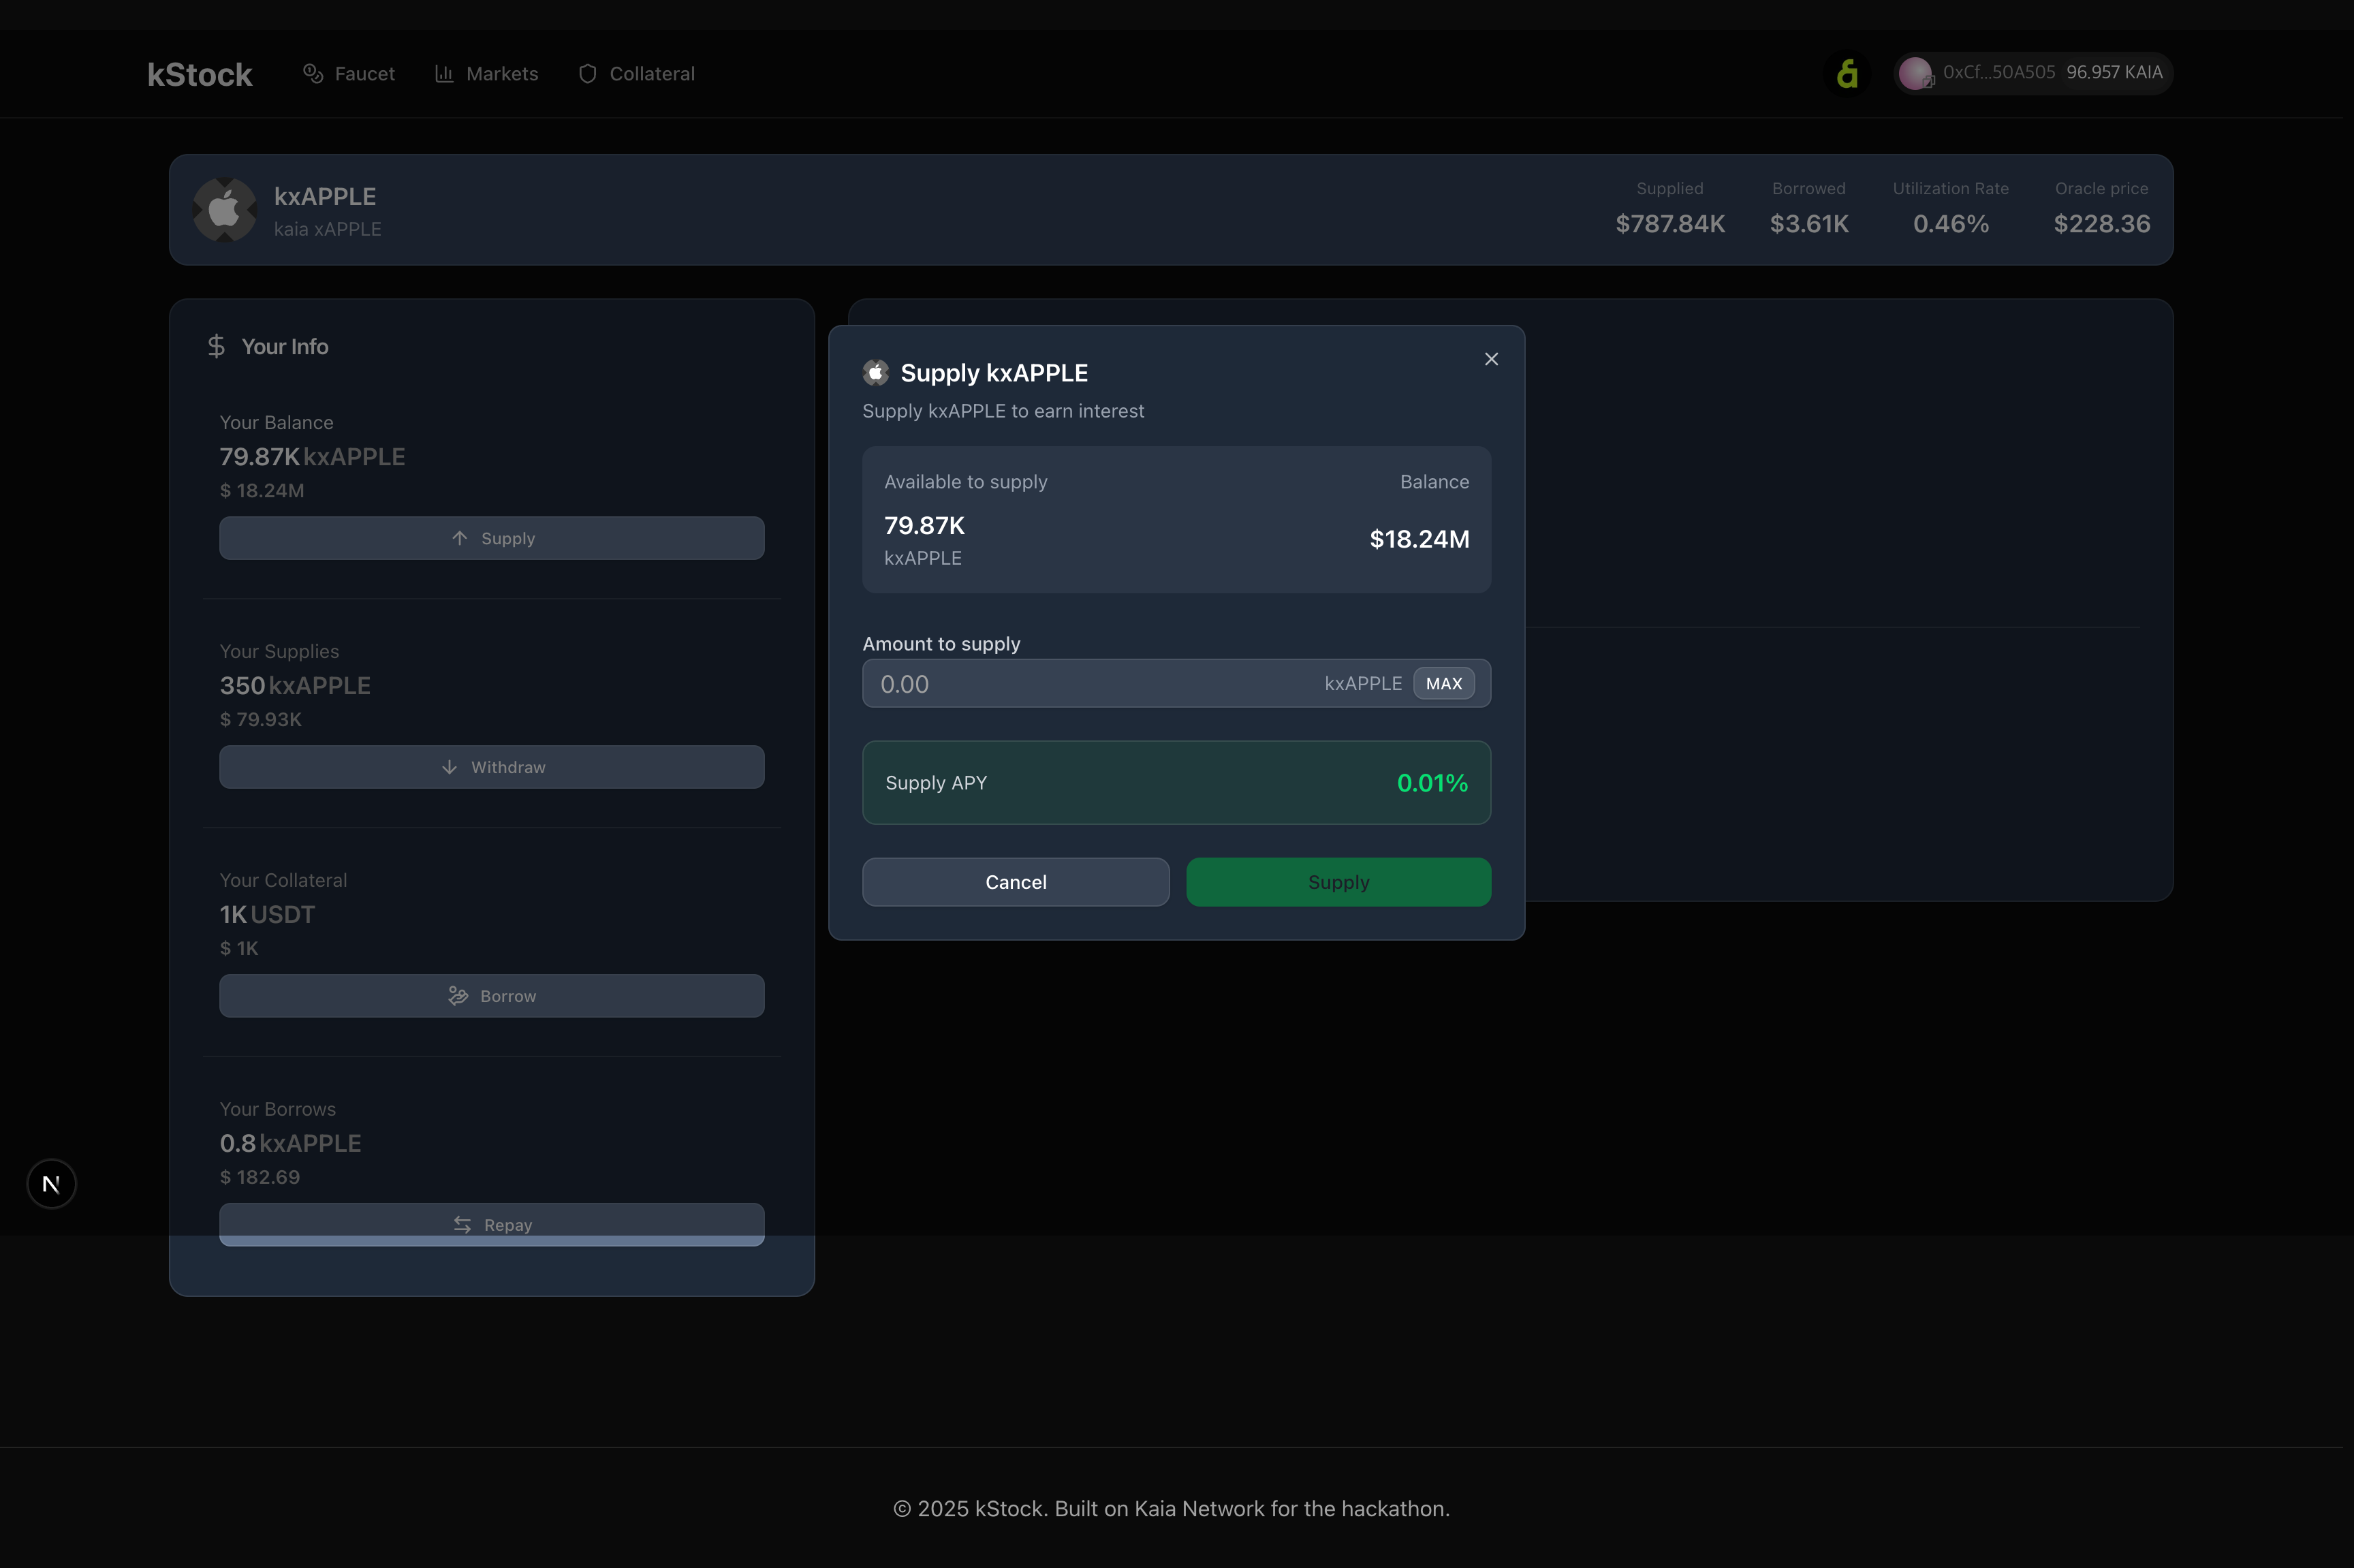 kStock Faucet Markets Collateral
0xCf...50A505 96.957 KAIA
kxAPPLE
kaia xAPPLE
Supplied Borrowed Utilization Rate Oracle price
$787.84K $3.61K 0.46% $228.36
Your Info
Your Balance
79.87K kxAPPLE
$ 18.24M
Supply
Your Supplies
350 kxAPPLE
$ 79.93K
Withdraw
Your Collateral
1K USDT
$ 1K
Borrow
Your Borrows
0.8 kxAPPLE
$ 182.69
Repay
Supply kxAPPLE
Supply kxAPPLE to earn interest
Available to supply Balance
79.87K
kxAPPLE
$18.24M
Amount to supply
0.00 kxAPPLE MAX
Supply APY 0.01%
Cancel Supply
N
© 2025 kStock. Built on Kaia Network for the hackathon.